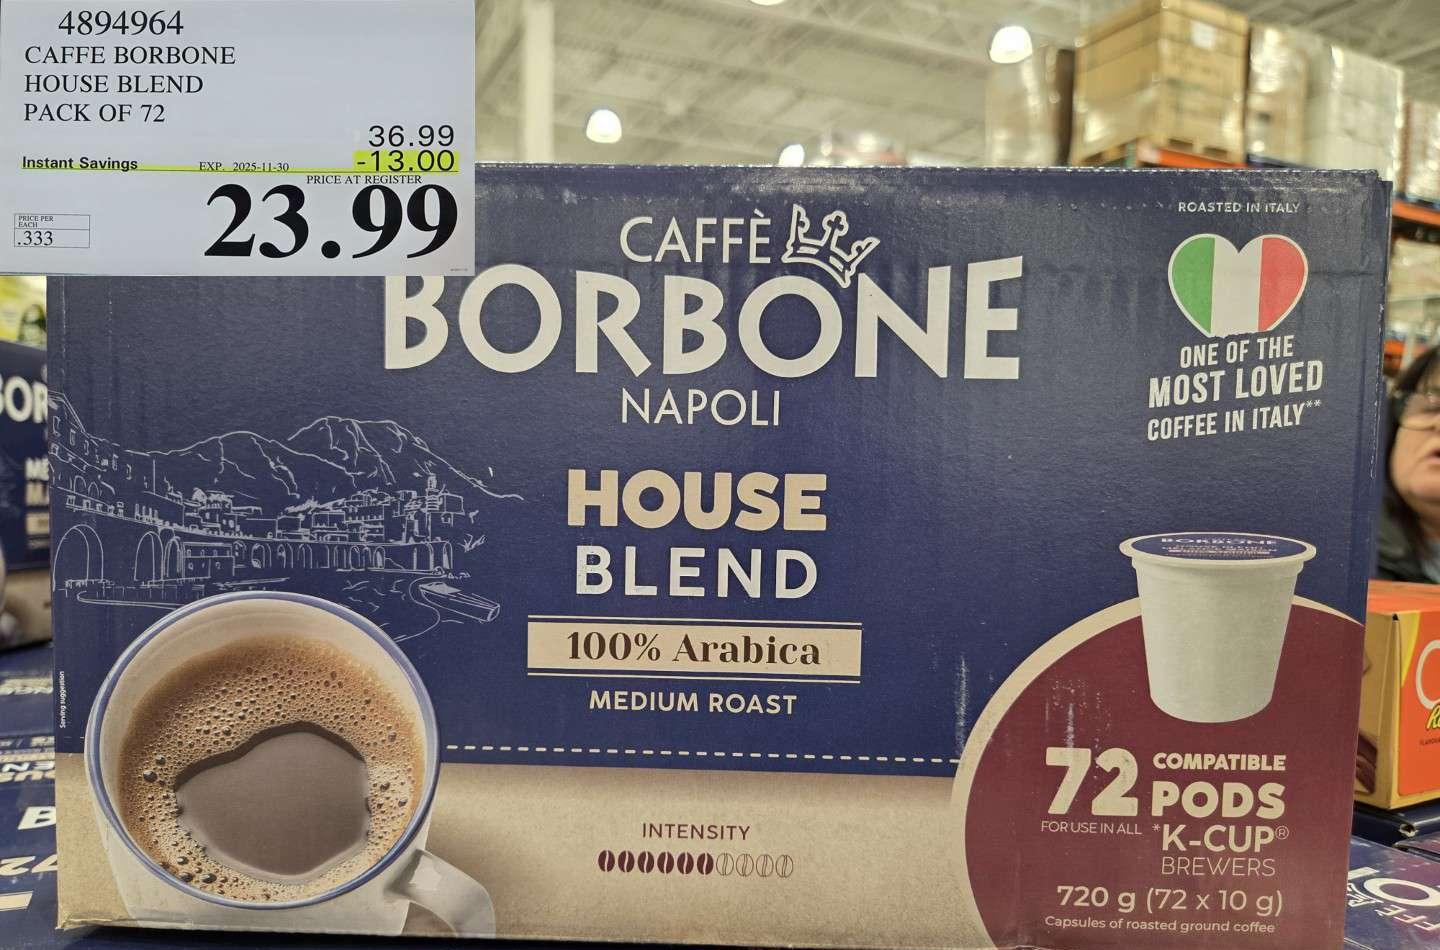 4894964
CAFFE BORBONE
HOUSE BLEND
PACK OF 72
36.99
Instant Savings EXP. 2025-11-30 -13.00
PRICE AT REGISTER
23.99
PRICE PER
EACH
.333
ROASTED IN ITALY
CAFFÈ
BORBONE
NAPOLI
ONE OF THE
MOST LOVED
COFFEE IN ITALY**
HOUSE
BLEND
100% Arabica
MEDIUM ROAST
Serving suggestion
BORBONE
72 COMPATIBLE
PODS
FOR USE IN ALL *K-CUP®
BREWERS
720 g (72 x 10 g)
Capsules of roasted ground coffee
INTENSITY